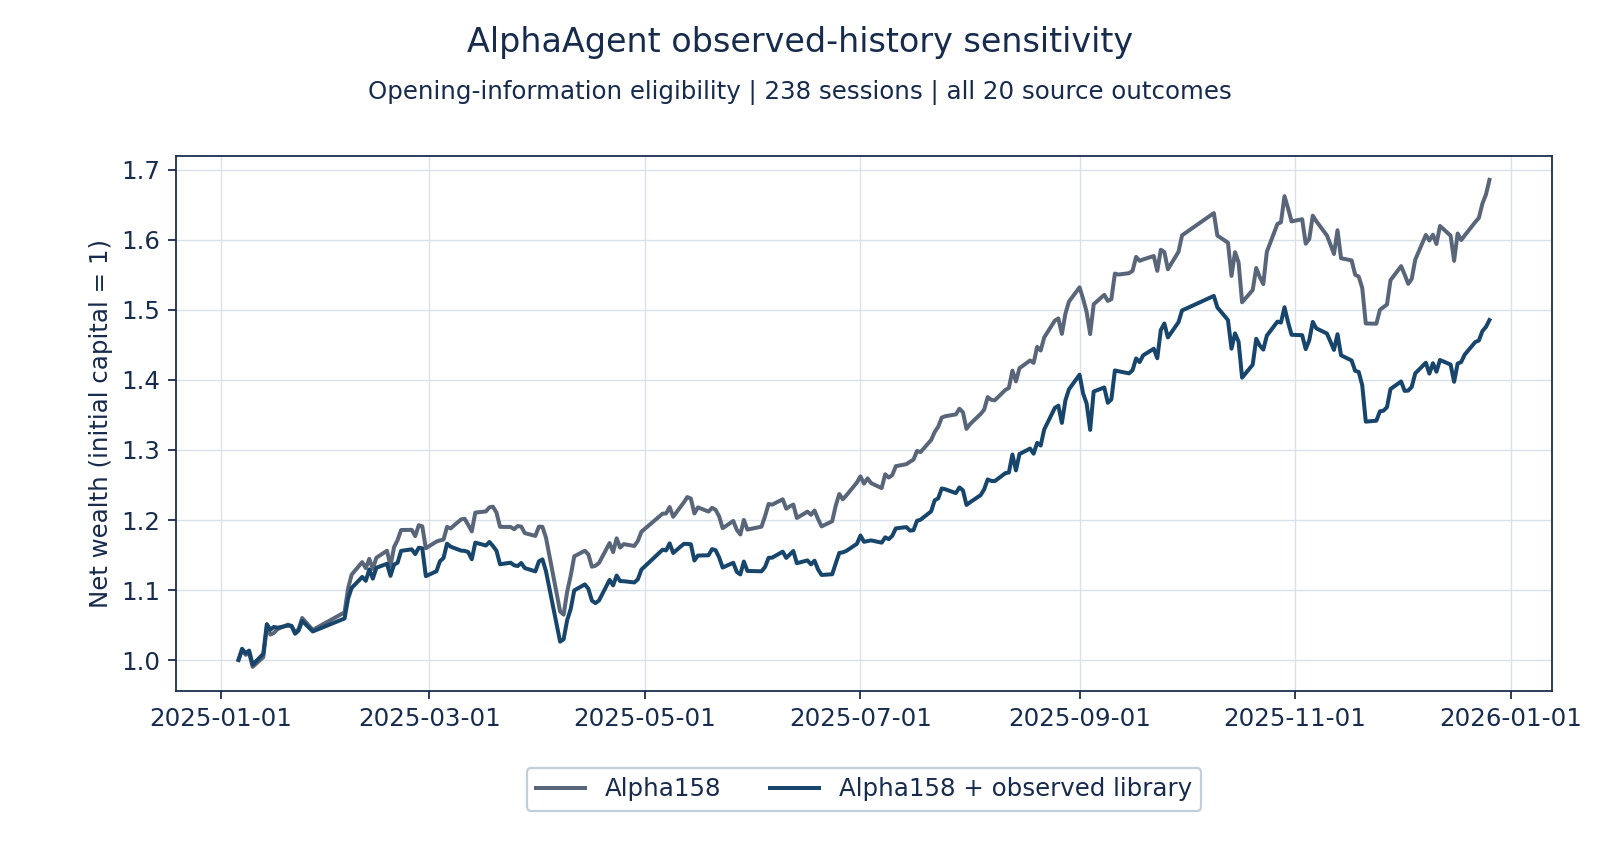 AlphaAgent observed-history sensitivity
Opening-information eligibility | 238 sessions | all 20 source outcomes
Net wealth (initial capital = 1)
1.7
1.6
1.5
1.4
1.3
1.2
1.1
1.0
2025-01-01 2025-03-01 2025-05-01 2025-07-01 2025-09-01 2025-11-01 2026-01-01
Alpha158 Alpha158 + observed library